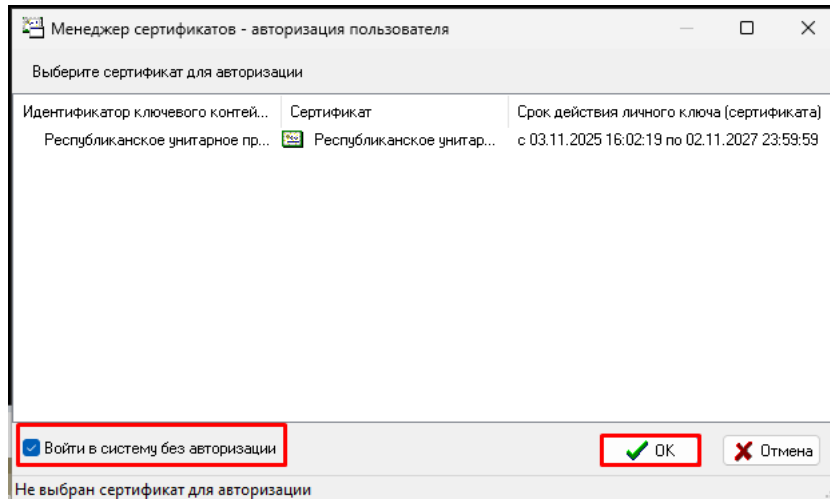 Менеджер сертификатов - авторизация пользователя
Выберите сертификат для авторизации
Идентификатор ключевого контей... Сертификат Срок действия личного ключа (сертификата)
Республиканское унитарное пр... Республиканское унитар... с 03.11.2025 16:02:19 по 02.11.2027 23:59:59
Войти в систему без авторизации OK Отмена
Не выбран сертификат для авторизации